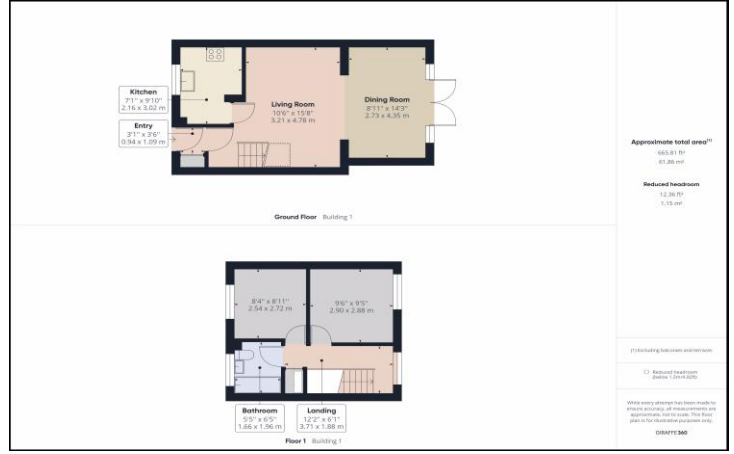 Kitchen
7'1" x 9'10"
2.16 x 3.02 m
Living Room
10'6" x 15'8"
3.21 x 4.78 m
Dining Room
8'11" x 14'3"
2.73 x 4.35 m
Entry
3'1" x 3'6"
0.94 x 1.09 m
Ground Floor Building 1
8'4" x 8'11"
2.54 x 2.72 m
9'6" x 9'5"
2.90 x 2.88 m
Bathroom
5'5" x 6'5"
1.66 x 1.96 m
Landing
12'2" x 6'1"
3.71 x 1.88 m
Floor 1 Building 1
Approximate total area(1)
665.81 ft²
61.86 m²
Reduced headroom
12.36 ft²
1.15 m²
(1) Excluding balconies and terraces
Reduced headroom
(below 1.5m/4.92ft)
While every attempt has been made to
ensure accuracy, all measurements are
approximate, not to scale. This floor
plan is for illustrative purposes only.
GIRAFFE360